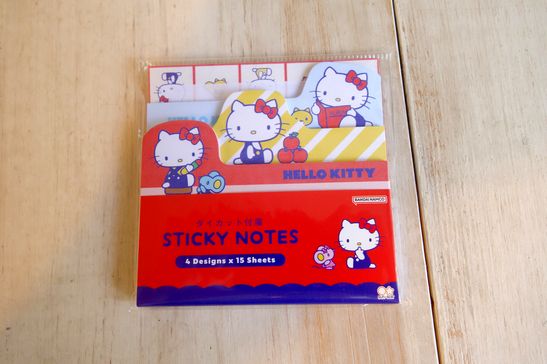 HELLO KITTY
BANDAI NAMCO
ダイカット付箋
STICKY NOTES
4 Designs x 15 Sheets